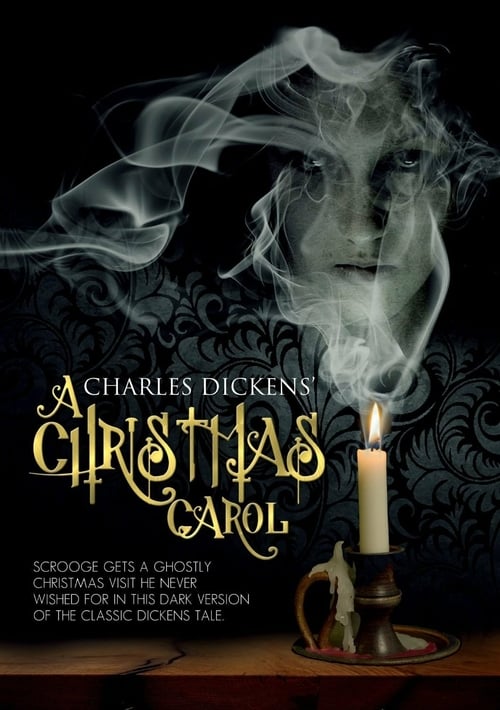 CHARLES DICKENS'
A
CHRISTMAS
CAROL
SCROOGE GETS A GHOSTLY
CHRISTMAS VISIT HE NEVER
WISHED FOR IN THIS DARK VERSION
OF THE CLASSIC DICKENS TALE.